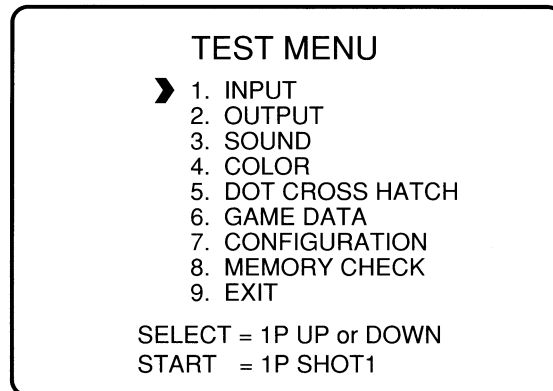 TEST MENU
1. INPUT
2. OUTPUT
3. SOUND
4. COLOR
5. DOT CROSS HATCH
6. GAME DATA
7. CONFIGURATION
8. MEMORY CHECK
9. EXIT
SELECT = 1P UP or DOWN
START = 1P SHOT1